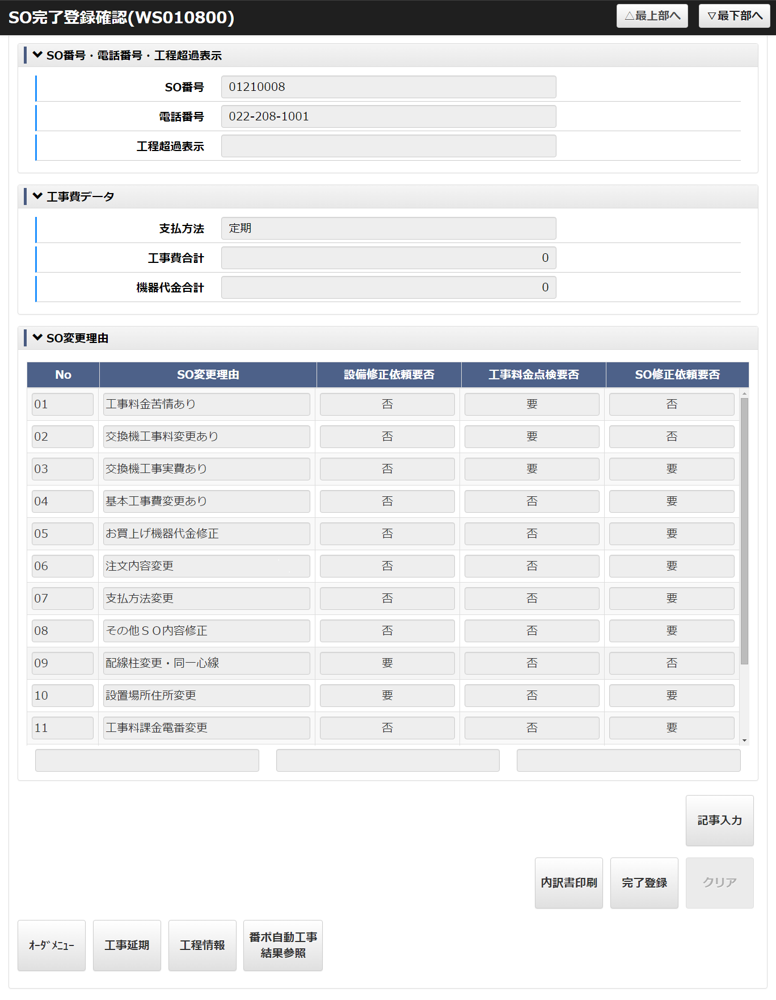 SO完了登録確認(WS010800)
△最上部へ
▽最下部へ
SO番号・電話番号・工程超過表示
SO番号 01210008
電話番号 022-208-1001
工程超過表示
工事費データ
支払方法 定期
工事費合計 0
機器代金合計 0
SO変更理由
No SO変更理由 設備修正依頼要否 工事料金点検要否 SO修正依頼要否
01 工事料金苦情あり 否 要 否
02 交換機工事料変更あり 否 要 否
03 交換機工事実費あり 否 要 要
04 基本工事費変更あり 否 否 要
05 お買上げ機器代金修正 否 否 要
06 注文内容変更 否 否 要
07 支払方法変更 否 否 要
08 その他ＳＯ内容修正 否 否 要
09 配線柱変更・同一心線 要 否 否
10 設置場所住所変更 要 否 要
11 工事料課金電番変更 否 否 要
記事入力
内訳書印刷 完了登録 クリア
ｵｰﾀﾞﾒﾆｭｰ 工事延期 工程情報 番ポ自動工事
結果参照